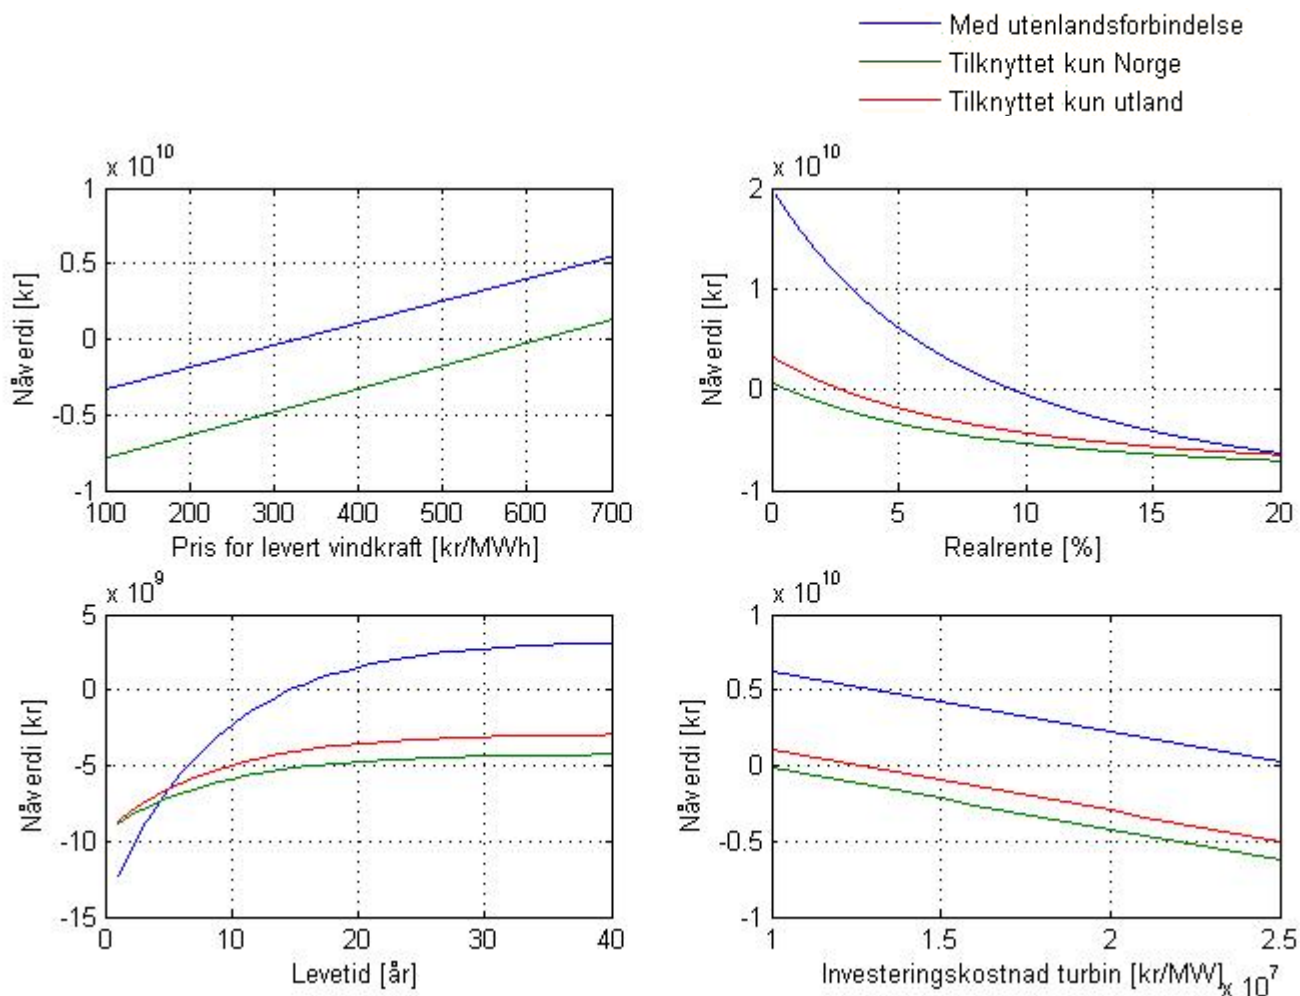 Med utenlandsforbindelse
Tilknyttet kun Norge
Tilknyttet kun utland
x 10^10
1
0.5
0
-0.5
-1
Nåverdi [kr]
100 200 300 400 500 600 700
Pris for levert vindkraft [kr/MWh]
x 10^10
2
1
0
-1
Nåverdi [kr]
0 5 10 15 20
Realrente [%]
x 10^9
5
0
-5
-10
-15
Nåverdi [kr]
0 10 20 30 40
Levetid [år]
x 10^10
1
0.5
0
-0.5
-1
Nåverdi [kr]
1 1.5 2 2.5
Investeringskostnad turbin [kr/MW]
x 10^7